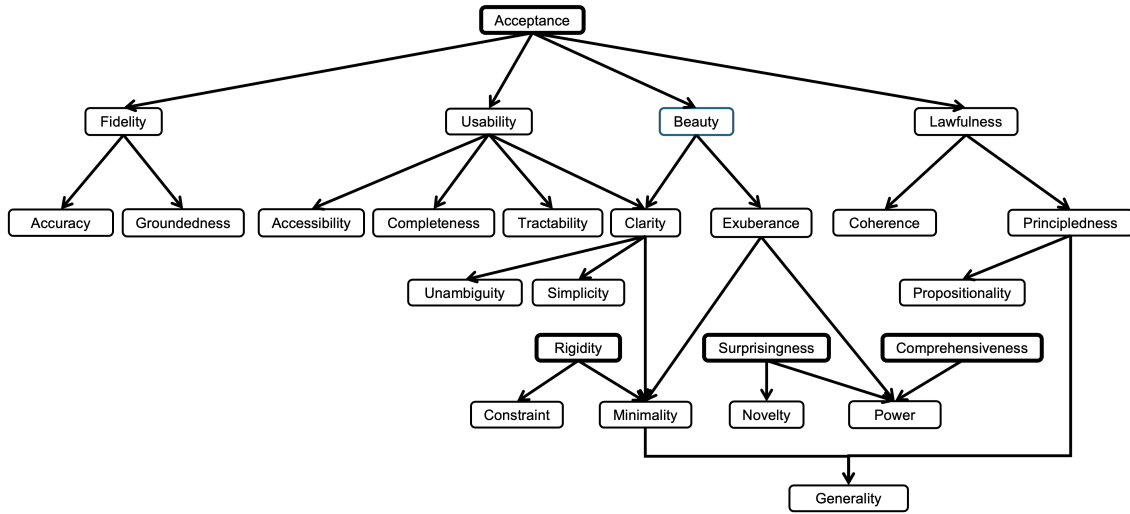 Acceptance
Fidelity
Usability
Beauty
Lawfulness
Accuracy
Groundedness
Accessibility
Completeness
Tractability
Clarity
Exuberance
Coherence
Principledness
Unambiguity
Simplicity
Propositionality
Rigidity
Surprisingness
Comprehensiveness
Constraint
Minimality
Novelty
Power
Generality